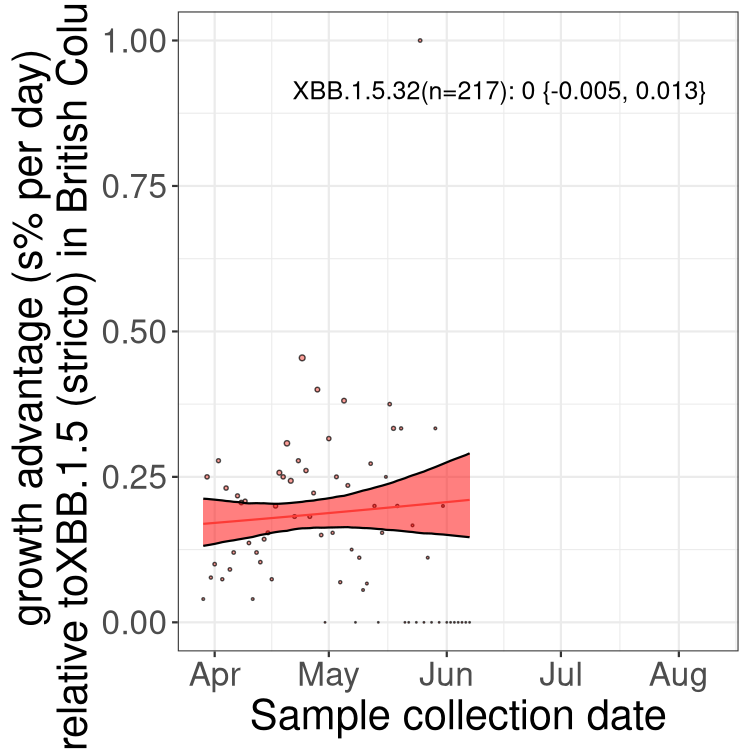 growth advantage (s% per day)
relative toXBB.1.5 (stricto) in British Colu
1.00
0.75
0.50
0.25
0.00
XBB.1.5.32(n=217): 0 {-0.005, 0.013}
Apr May Jun Jul Aug
Sample collection date